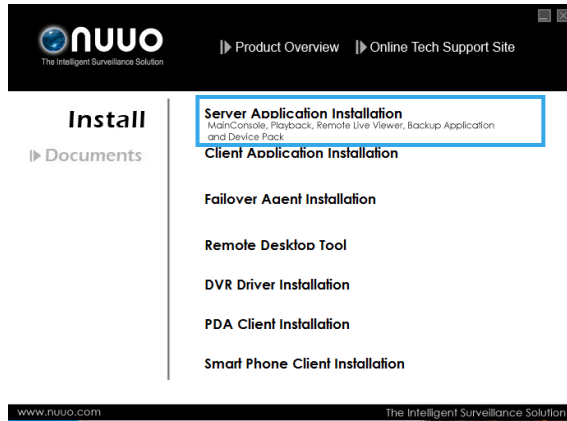 nuuo
The Intelligent Surveillance Solution
Product Overview
Online Tech Support Site
Install
Documents
Server Application Installation
MainConsole, Playback, Remote Live Viewer, Backup Application
and Device Pack
Client Application Installation
Failover Agent Installation
Remote Desktop Tool
DVR Driver Installation
PDA Client Installation
Smart Phone Client Installation
www.nuuo.com
The Intelligent Surveillance Solution